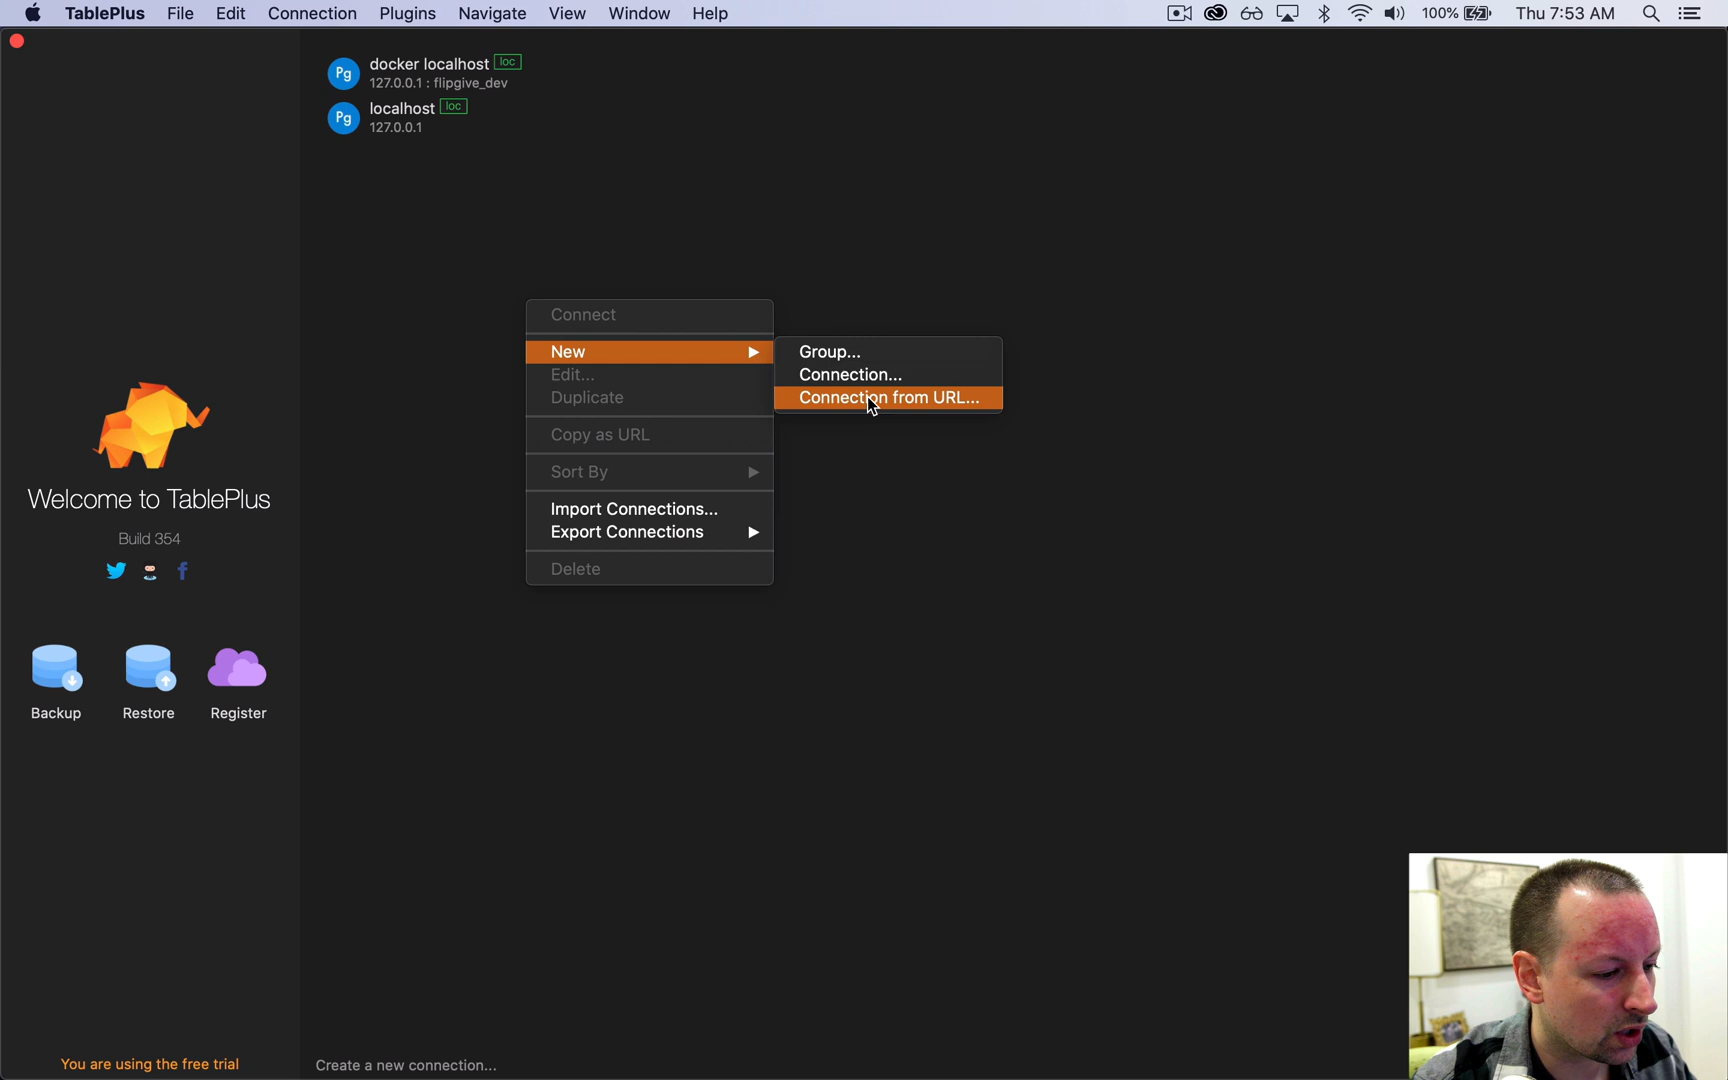 TablePlus File Edit Connection Plugins Navigate View Window Help 100% Thu 7:53 AM
Pg docker localhost loc
127.0.0.1 : flipgive_dev
Pg localhost loc
127.0.0.1
Connect
New
Edit...
Duplicate
Copy as URL
Sort By
Import Connections...
Export Connections
Delete
Group...
Connection...
Connection from URL...
Welcome to TablePlus
Build 354
Backup Restore Register
You are using the free trial
Create a new connection...